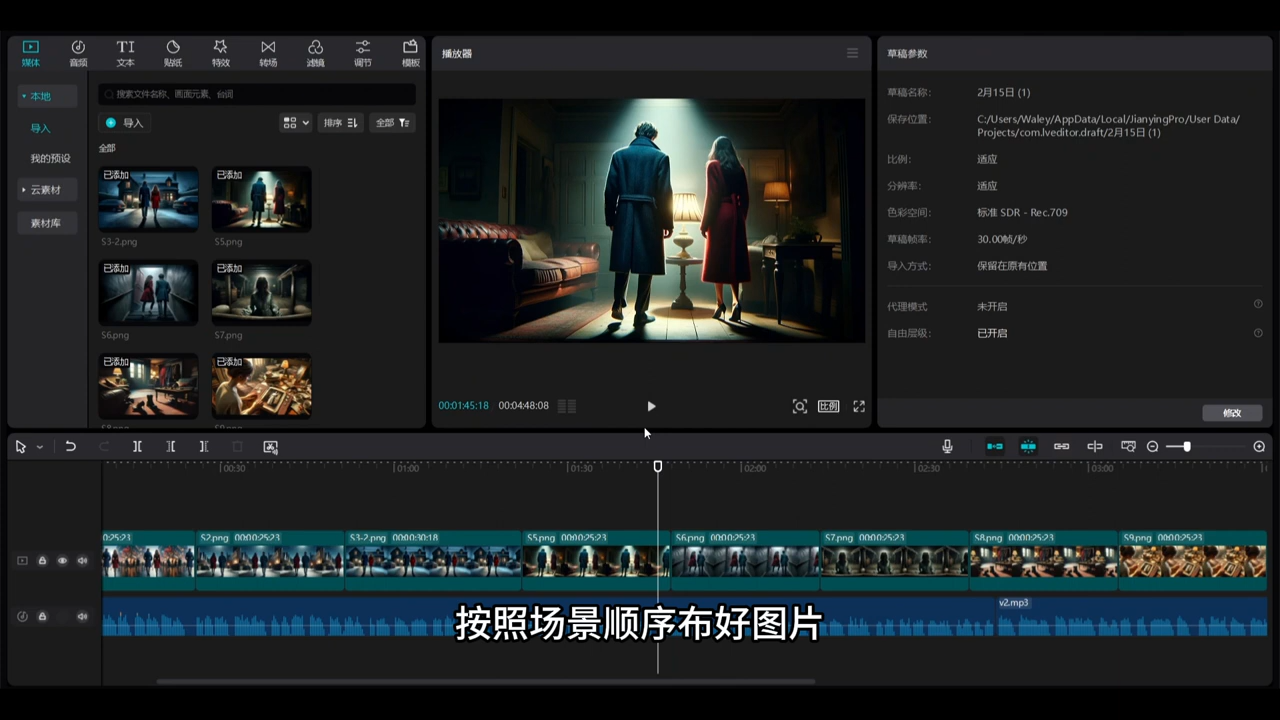 媒体
音频
文本
贴纸
特效
转场
滤镜
调节
模板
本地
导入
我的预设
云素材
素材库
搜索文件名称、画面元素、台词
导入
排序
全部
全部
已添加
S3-2.png
已添加
S5.png
已添加
S6.png
已添加
S7.png
已添加
已添加
播放器
00:01:45:18 00:04:48:08
比例
草稿参数
草稿名称: 2月15日 (1)
保存位置: C:/Users/Waley/AppData/Local/JianyingPro/User Data/
Projects/com.lveditor.draft/2月15日 (1)
比例: 适应
分辨率: 适应
色彩空间: 标准 SDR - Rec.709
草稿帧率: 30.00帧/秒
导入方式: 保留在原有位置
代理模式 未开启
自由层级: 已开启
修改
00:30
01:00
01:30
02:00
02:30
03:00
0:25:23
S2.png 00:00:25:23
S3-2.png 00:00:30:18
S5.png 00:00:25:23
S6.png 00:00:25:23
S7.png 00:00:25:23
S8.png 00:00:25:23
S9.png 00:00:25:23
v2.mp3
按照场景顺序布好图片